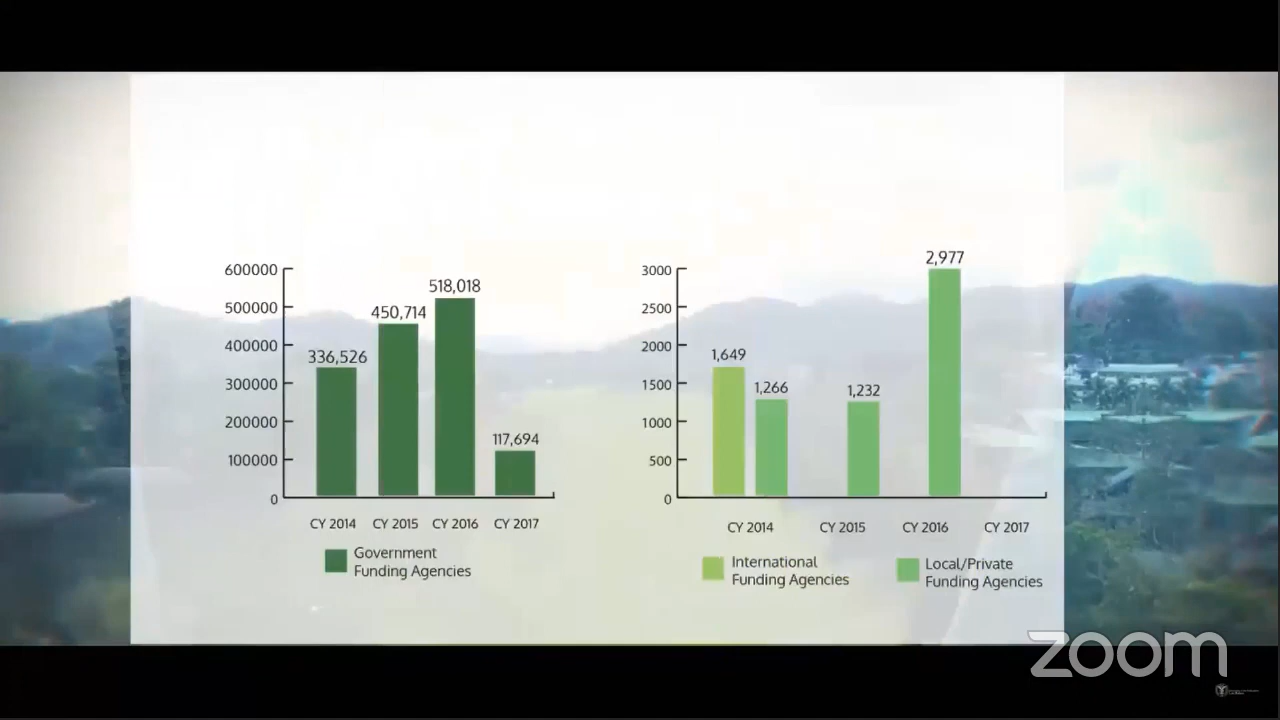 600000
500000
400000
300000
200000
100000
0
336,526
450,714
518,018
117,694
CY 2014
CY 2015
CY 2016
CY 2017
Government
Funding Agencies
3000
2500
2000
1500
1000
500
0
1,649
1,266
1,232
2,977
CY 2014
CY 2015
CY 2016
CY 2017
International
Funding Agencies
Local/Private
Funding Agencies
zoom